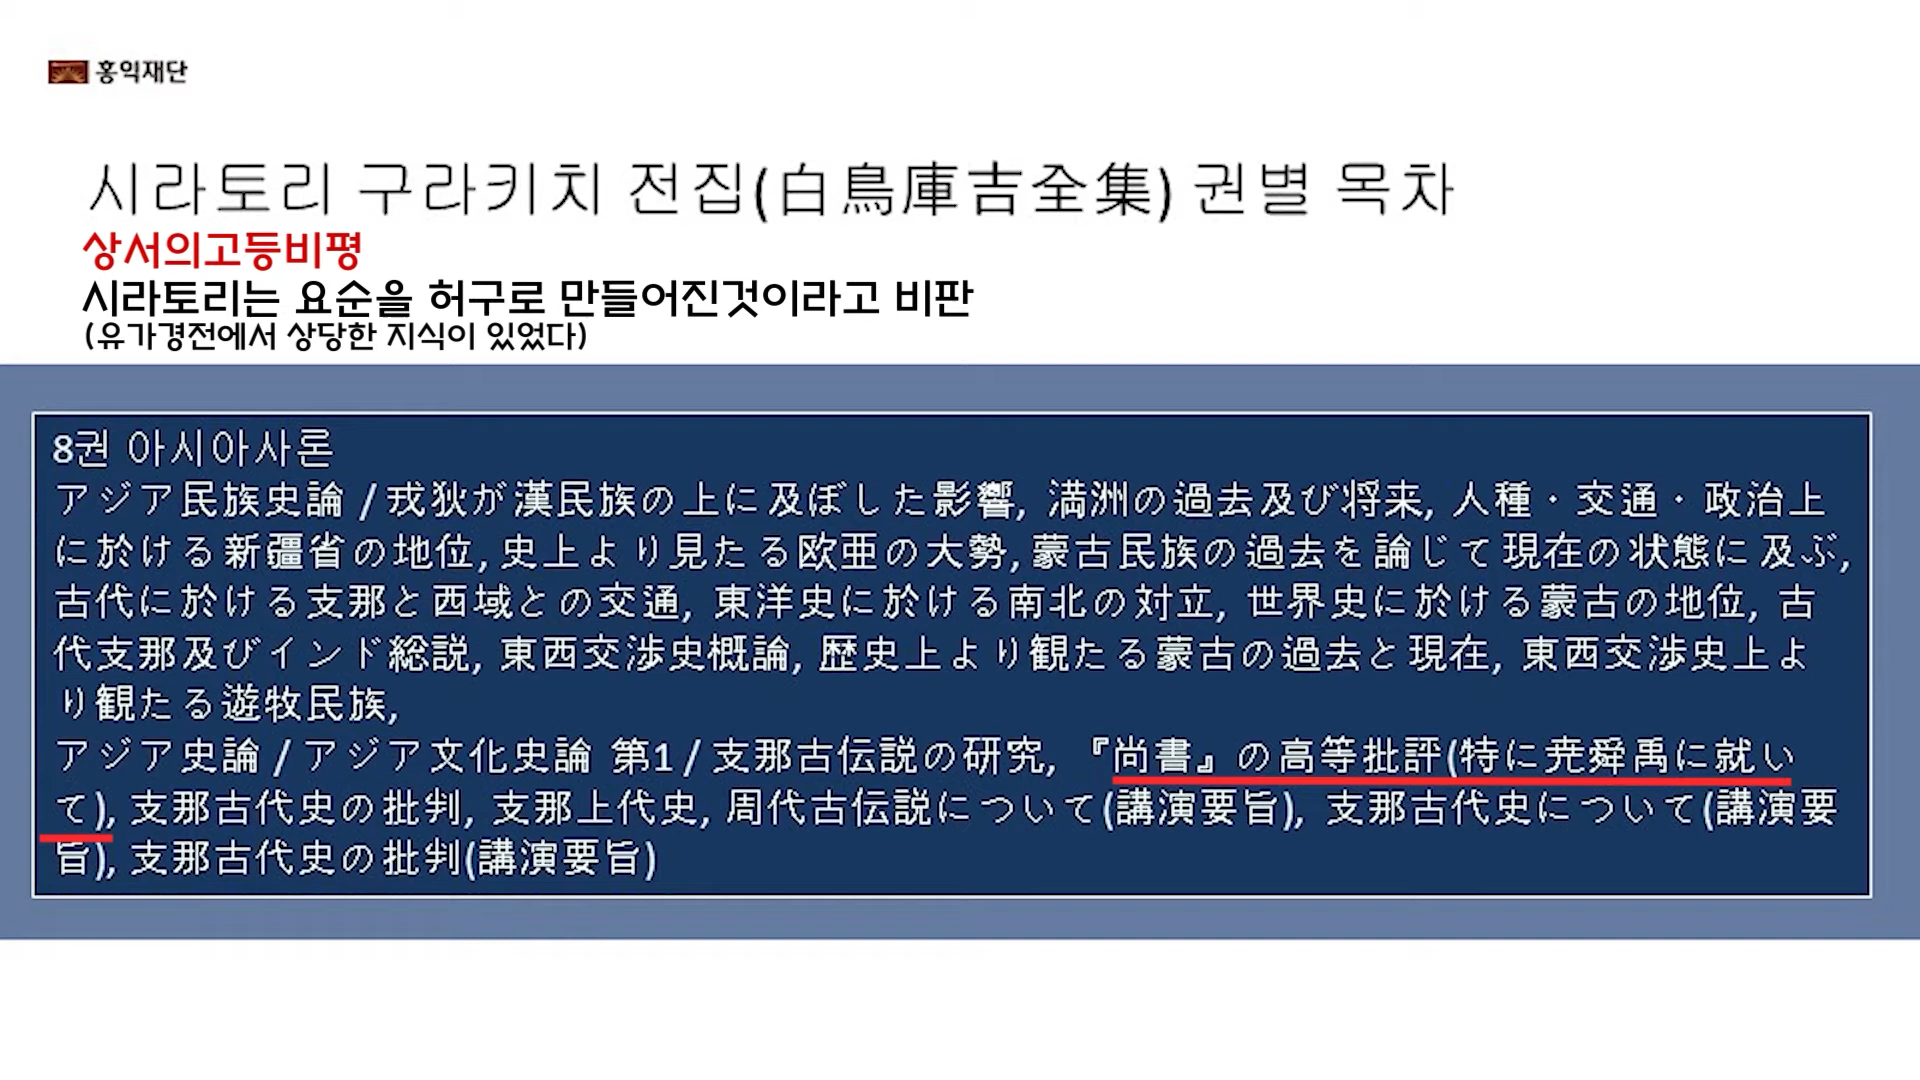 홍익재단
시라토리 구라키치 전집(白鳥庫吉全集) 권별 목차
상서의고등비평
시라토리는 요순을 허구로 만들어진것이라고 비판
(유가경전에서 상당한 지식이 있었다)
8권 아시아사론
アジア民族史論 / 戎狄が漢民族の上に及ぼした影響, 満洲の過去及び将来, 人種・交通・政治上
に於ける新疆省の地位, 史上より見たる欧亜の大勢, 蒙古民族の過去を論じて現在の状態に及ぶ,
古代に於ける支那と西域との交通, 東洋史に於ける南北の対立, 世界史に於ける蒙古の地位, 古
代支那及びインド総説, 東西交渉史概論, 歴史上より観たる蒙古の過去と現在, 東西交渉史上よ
り観たる遊牧民族,
アジア史論 / アジア文化史論 第1 / 支那古伝説の研究, 『尚書』の高等批評(特に尭舜禹に就い
て), 支那古代史の批判, 支那上代史, 周代古伝説について(講演要旨), 支那古代史について(講演要
旨), 支那古代史の批判(講演要旨)